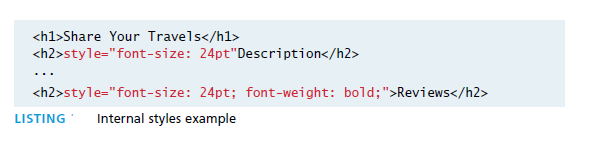 <h1>Share Your Travels</h1>
<h2>style="font-size: 24pt"Description</h2>
...
<h2>style="font-size: 24pt; font-weight: bold;">Reviews</h2>
LISTING Internal styles example